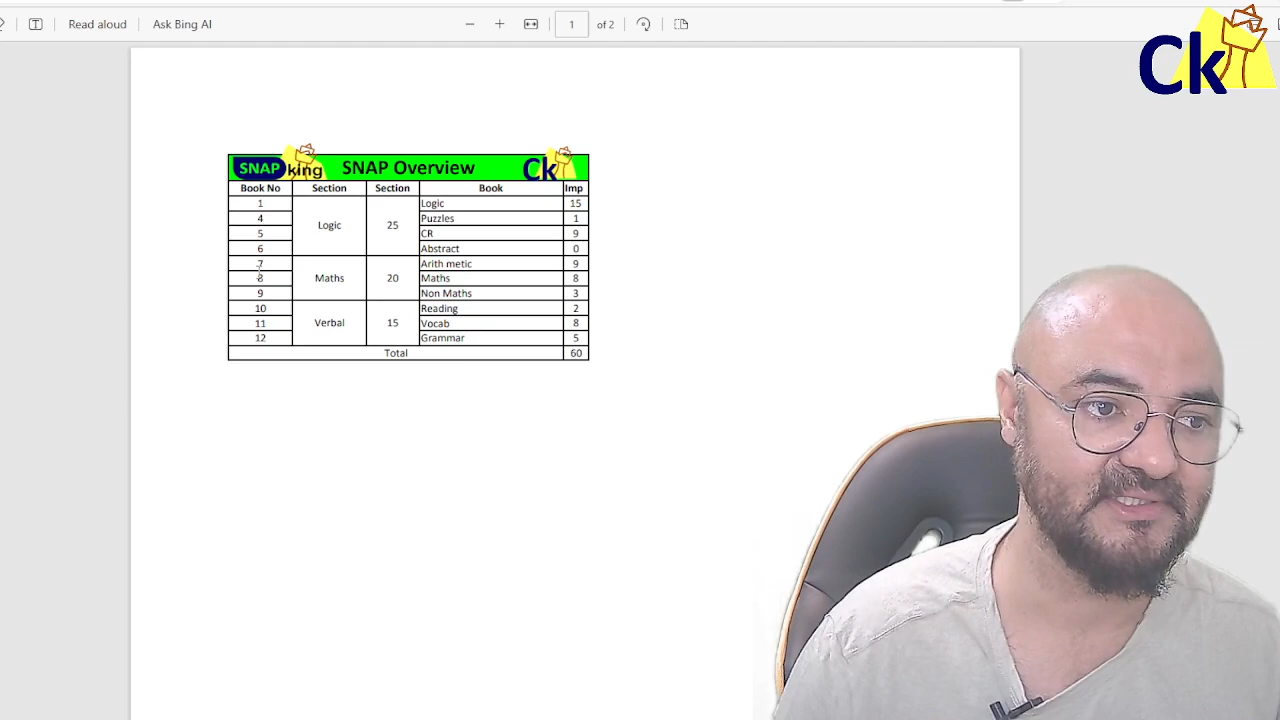 Read aloud Ask Bing AI 1 of 2
Ck
SNAP king SNAP Overview Ck
Book No Section Section Book Imp
1 Logic 25 Logic 15
4 Puzzles 1
5 CR 9
6 Abstract 0
7 Maths 20 Arith metic 9
8 Maths 8
9 Non Maths 3
10 Verbal 15 Reading 2
11 Vocab 8
12 Grammar 5
Total 60